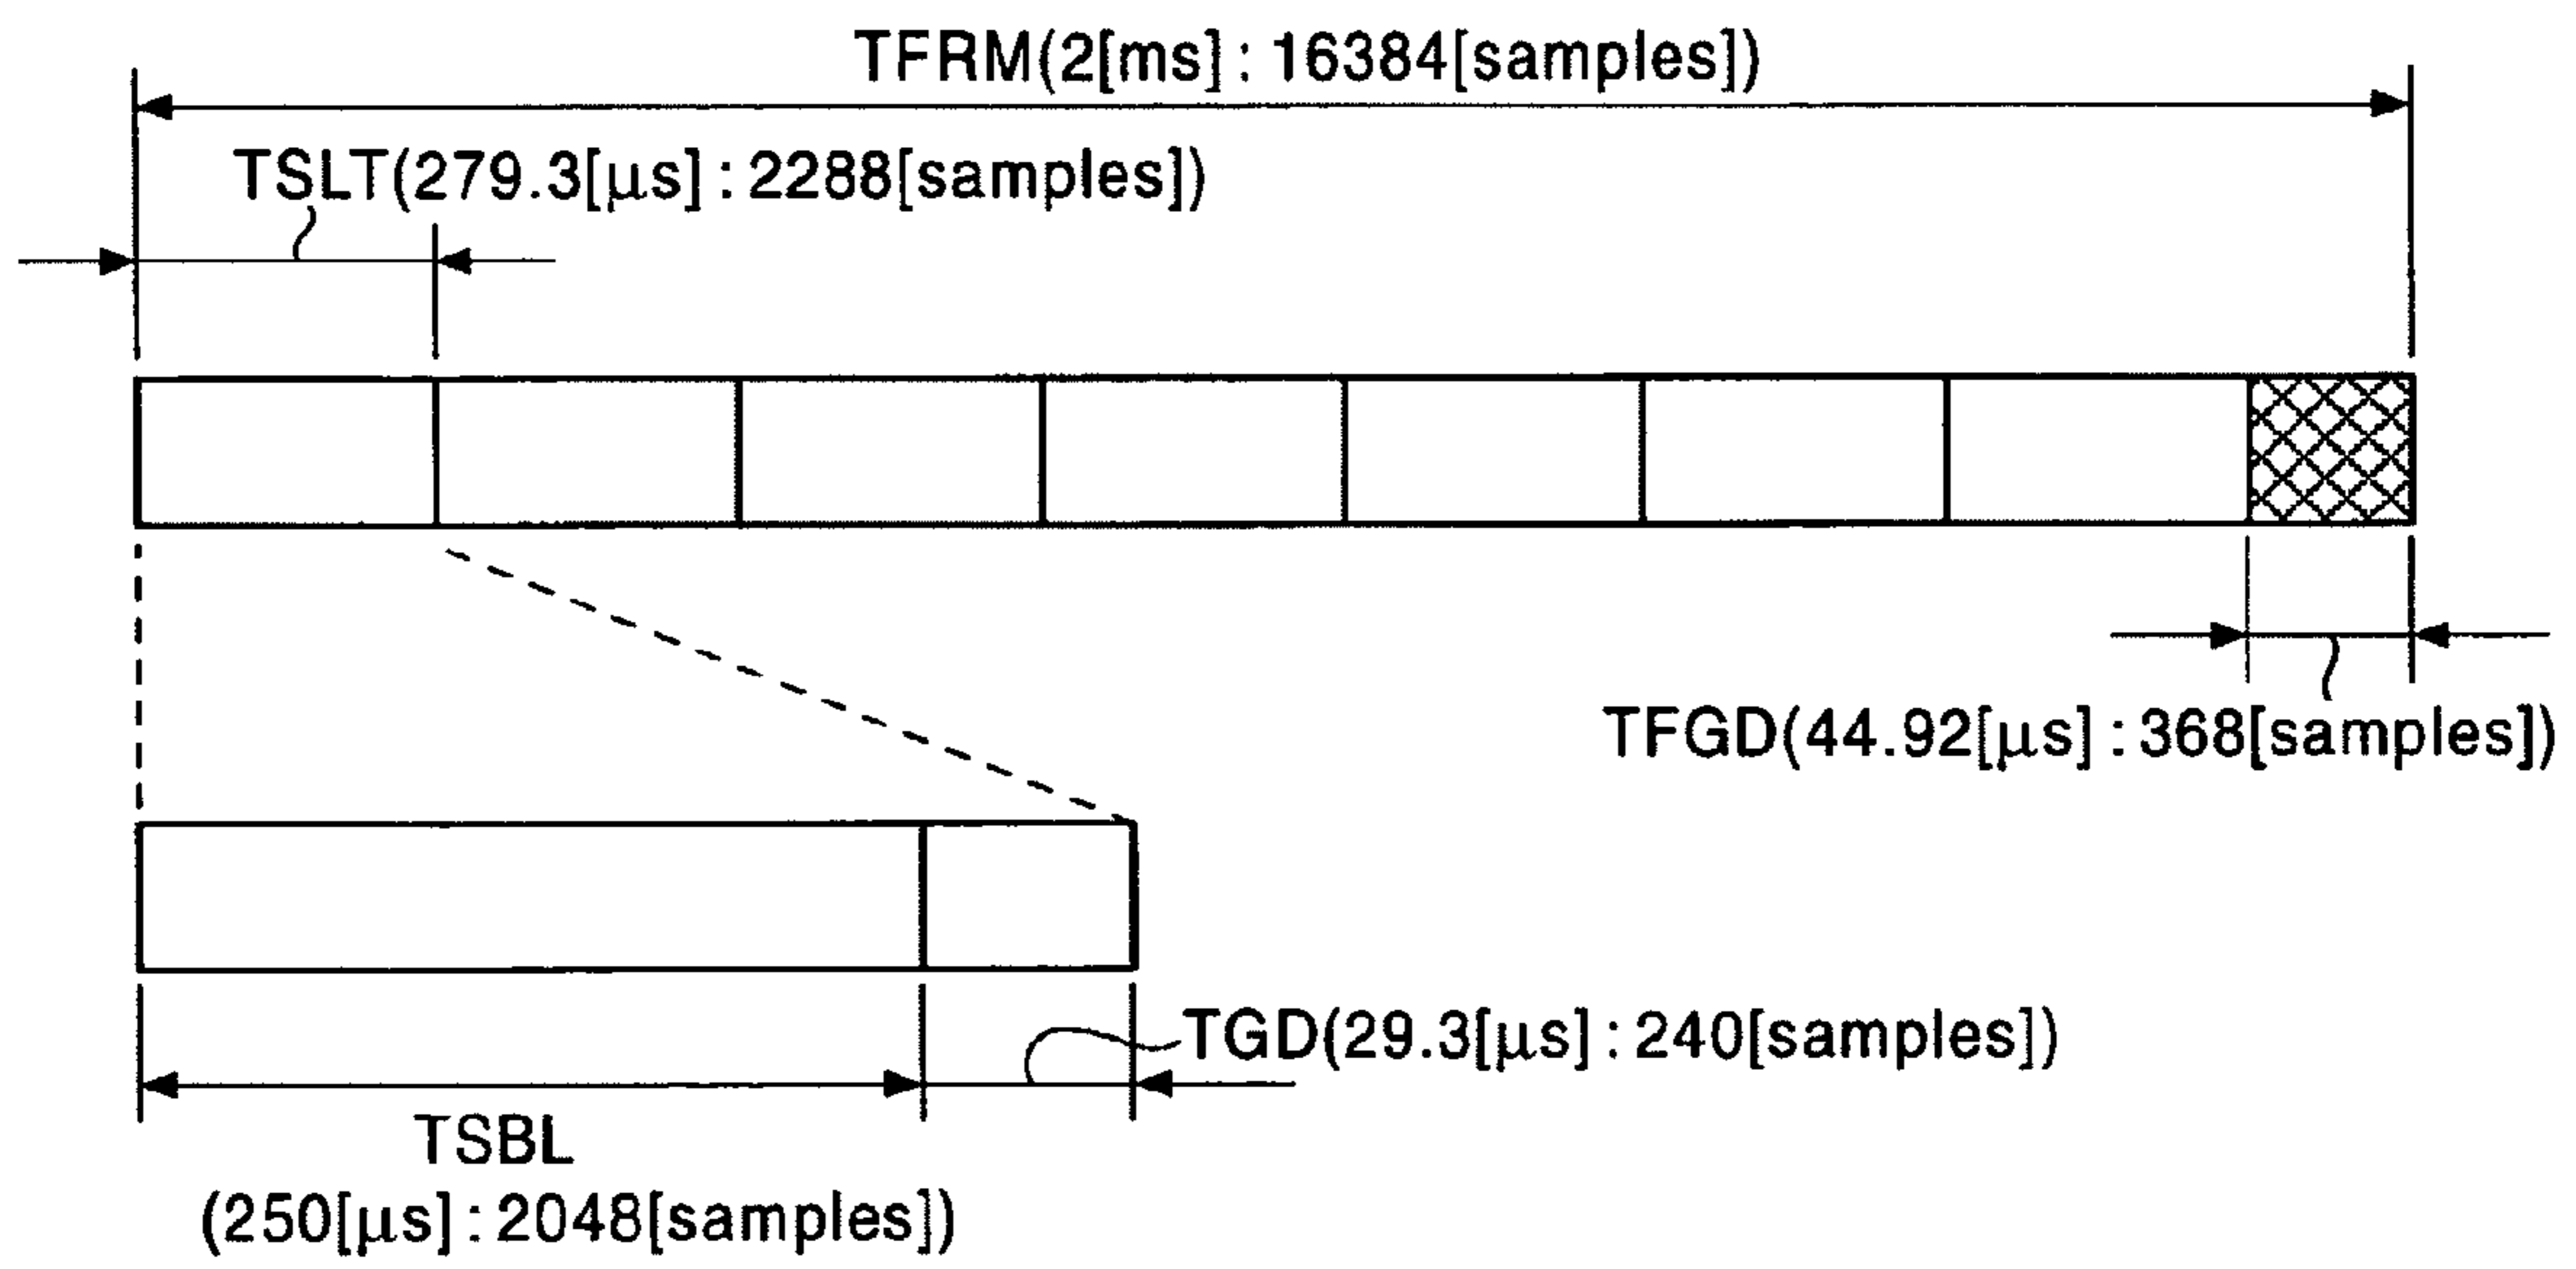 TFRM(2[ms]:16384[samples])
TSLT(279.3[μs]:2288[samples])
TFGD(44.92[μs]:368[samples])
TGD(29.3[μs]:240[samples])
TSBL
(250[μs]:2048[samples])